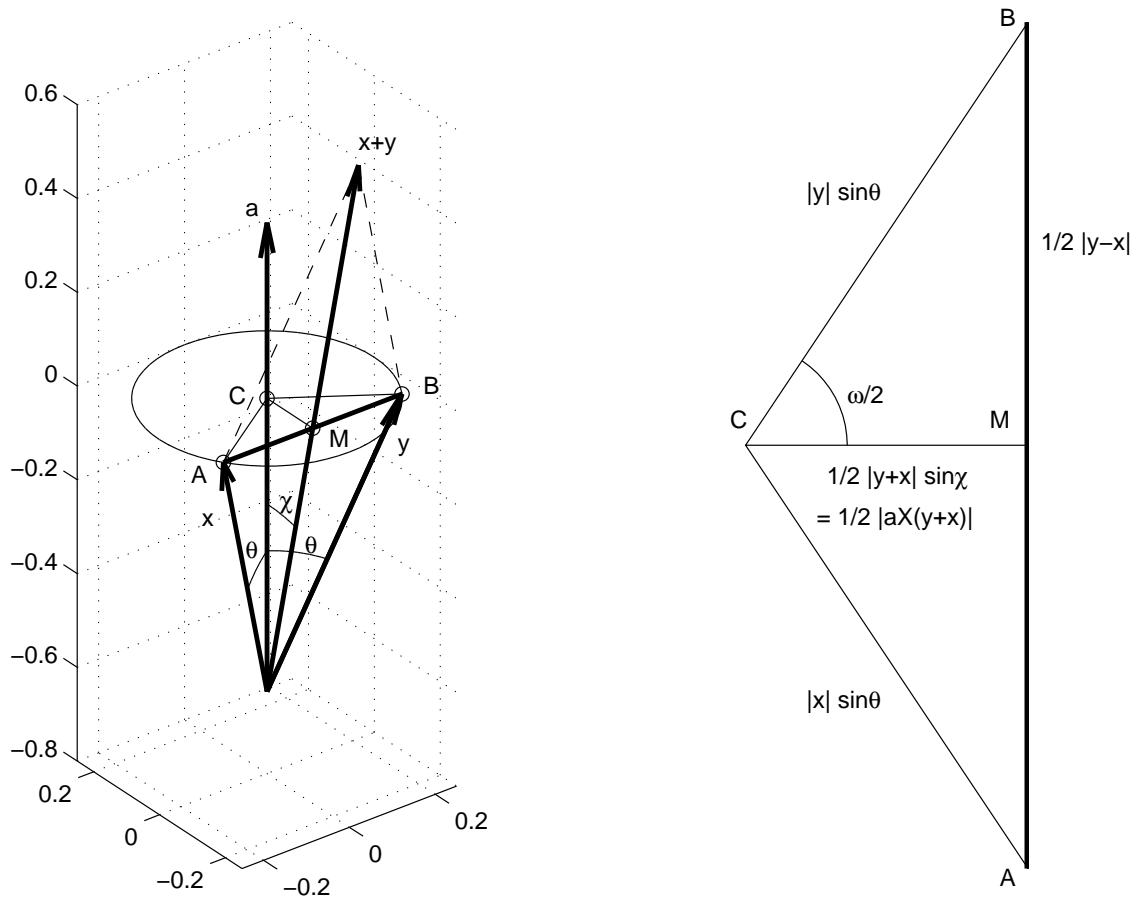 0.6
0.4
0.2
0
−0.2
−0.4
−0.6
−0.8
0.2
0
−0.2
−0.2
0
0.2
x+y
a
C
B
M
y
A
x
χ
θ
θ
B
|y| sinθ
1/2 |y−x|
ω/2
C
M
1/2 |y+x| sinχ
= 1/2 |aX(y+x)|
|x| sinθ
A